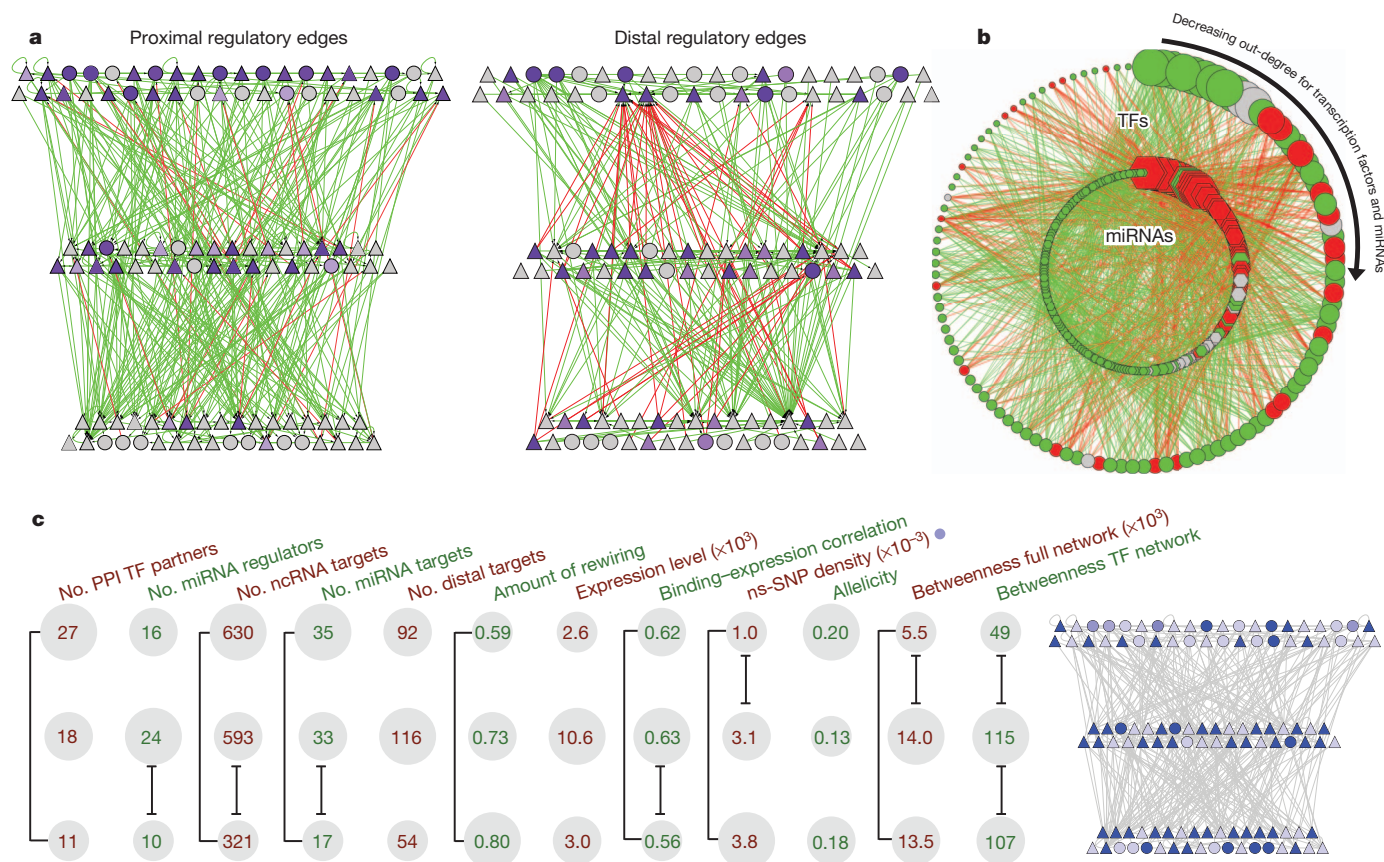 a
Proximal regulatory edges
Distal regulatory edges
b
Decreasing out-degree for transcription factors and miRNAs
TFs
miRNAs
c
No. PPI TF partners
No. miRNA regulators
No. ncRNA targets
No. miRNA targets
No. distal targets
Amount of rewiring
Expression level (×10³)
Binding–expression correlation
ns-SNP density (×10⁻³)
Allelicity
Betweenness full network (×10³)
Betweenness TF network
27 16 630 35 92 0.59 2.6 0.62 1.0 0.20 5.5 49
18 24 593 33 116 0.73 10.6 0.63 3.1 0.13 14.0 115
11 10 321 17 54 0.80 3.0 0.56 3.8 0.18 13.5 107